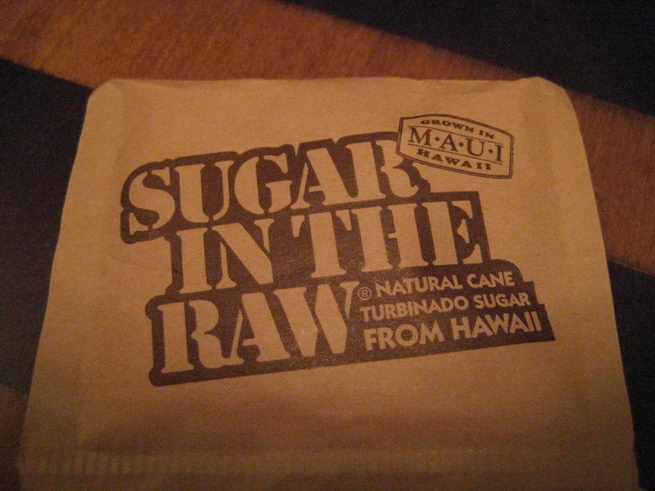 GROWN IN
M·A·U·I
HAWAII
SUGAR
IN THE
RAW®
NATURAL CANE
TURBINADO SUGAR
FROM HAWAII